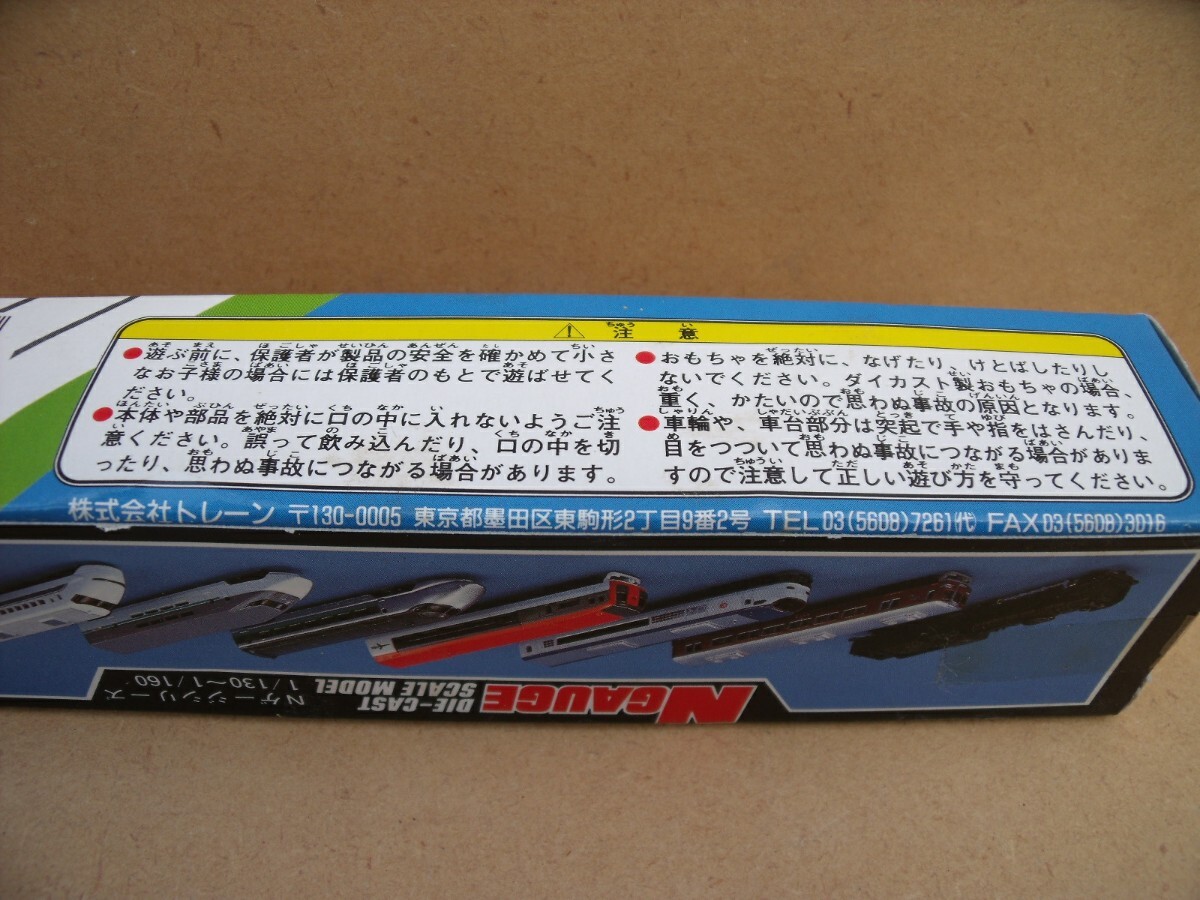 ⚠ 注意
●遊ぶ前に、保護者が製品の安全を確かめて小さ
なお子様の場合には保護者のもとで遊ばせてく
ださい。
●本体や部品を絶対に口の中に入れないようご注
意ください。誤って飲み込んだり、口の中を切
ったり、思わぬ事故につながる場合があります。
●おもちゃを絶対に、なげたり、けとばしたりし
ないでください。ダイカスト製おもちゃの場合、
重く、かたいので思わぬ事故の原因となります。
●車輪や、車台部分は突起で手や指をはさんだり、
目をつついて思わぬ事故につながる場合がありま
すので注意して正しい遊び方を守ってください。
株式会社トレーン 〒130-0005 東京都墨田区東駒形2丁目9番2号 TEL 03(5608)7261代 FAX 03(5608)3016
N GAUGE
DIE-CAST
SCALE MODEL
Nゲージシリーズ
1/130〜1/160